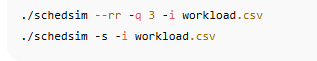 ./schedsim --rr -q 3 -i workload.csv
./schedsim -s -i workload.csv